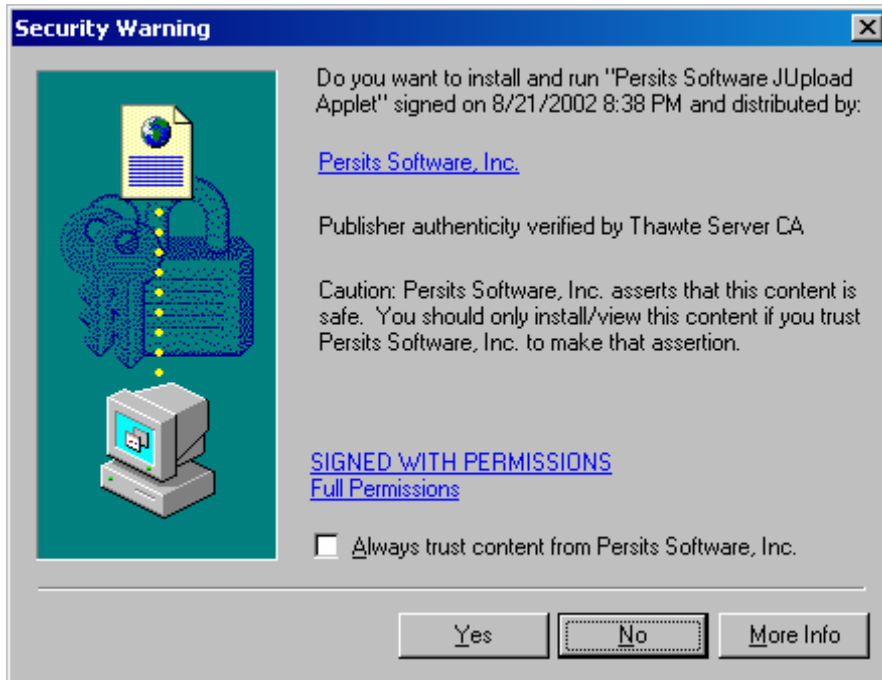 Security Warning
Do you want to install and run "Persits Software JUpload
Applet" signed on 8/21/2002 8:38 PM and distributed by:
Persits Software, Inc.
Publisher authenticity verified by Thawte Server CA
Caution: Persits Software, Inc. asserts that this content is
safe.  You should only install/view this content if you trust
Persits Software, Inc. to make that assertion.
SIGNED WITH PERMISSIONS
Full Permissions
Always trust content from Persits Software, Inc.
Yes No More Info